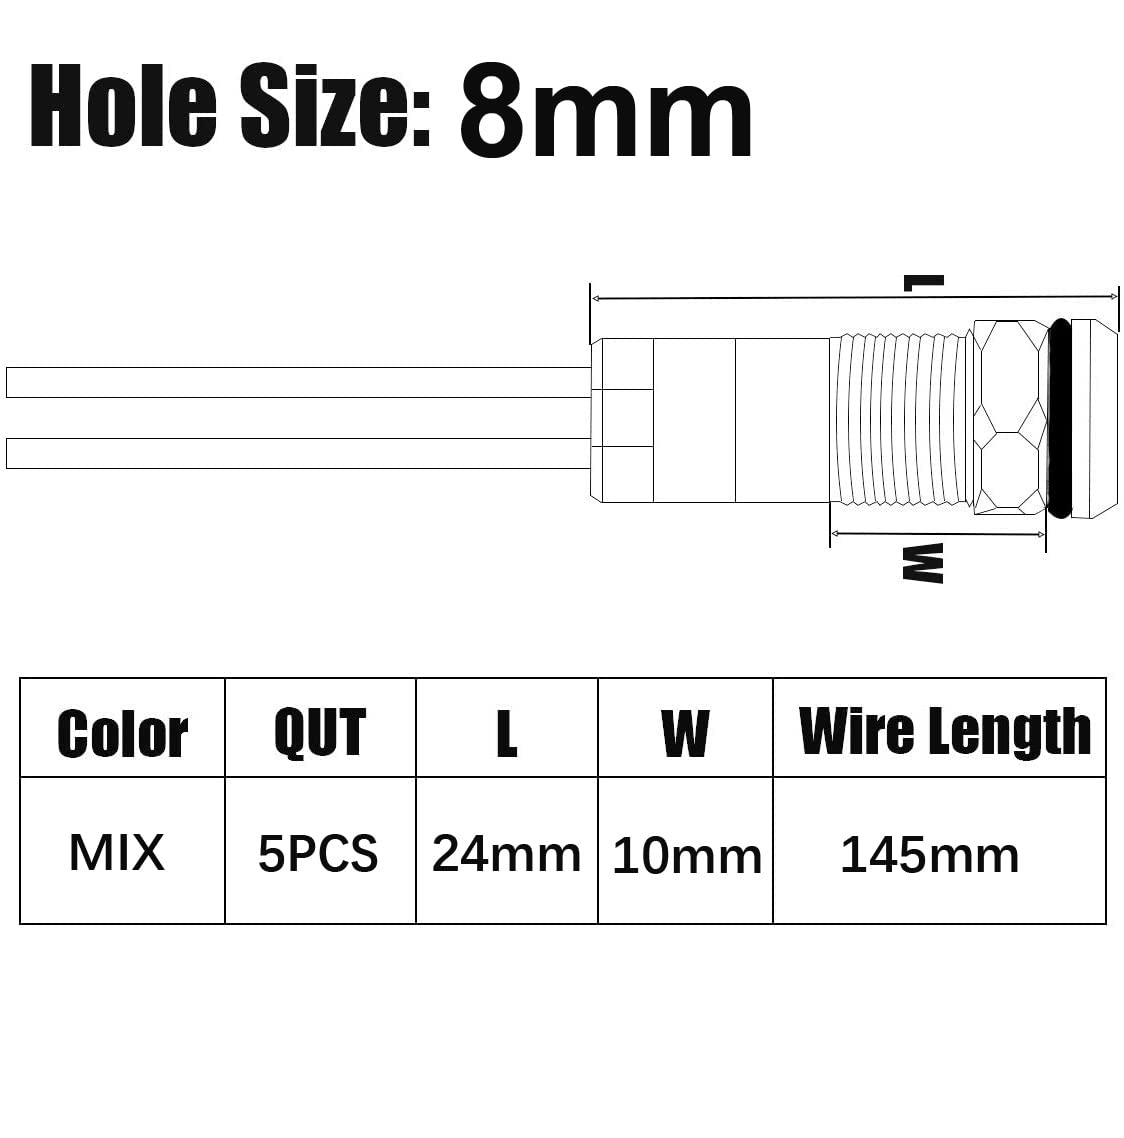 Hole Size: 8mm
L
W
Color QUT L W Wire Length
MIX 5PCS 24mm 10mm 145mm